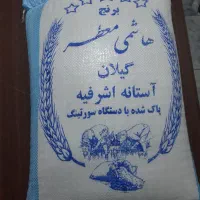 برنج
هاشمی معطر
گیلان
آستانه اشرفیه
پاک شده با دستگاه سورتینگ